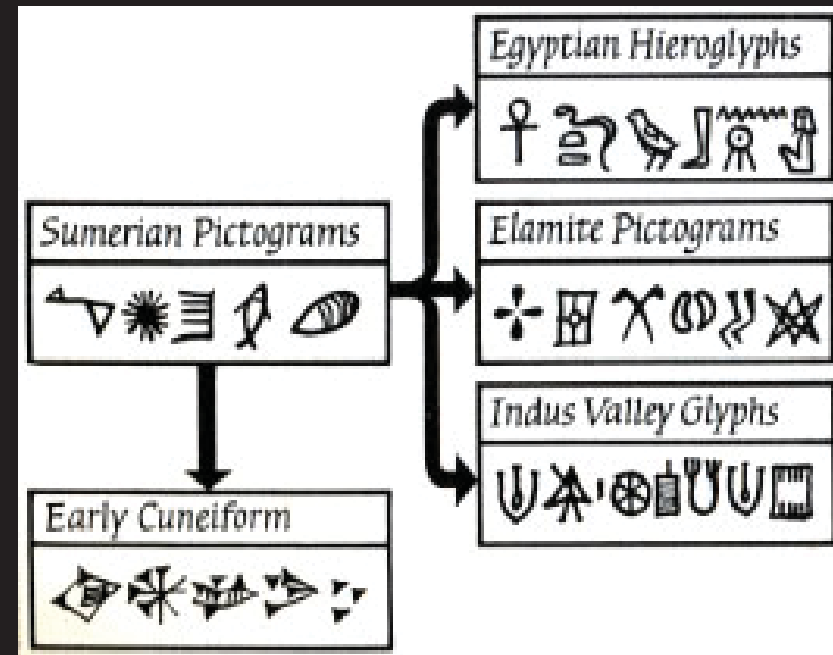 Egyptian Hieroglyphs
Sumerian Pictograms
Elamite Pictograms
Indus Valley Glyphs
Early Cuneiform